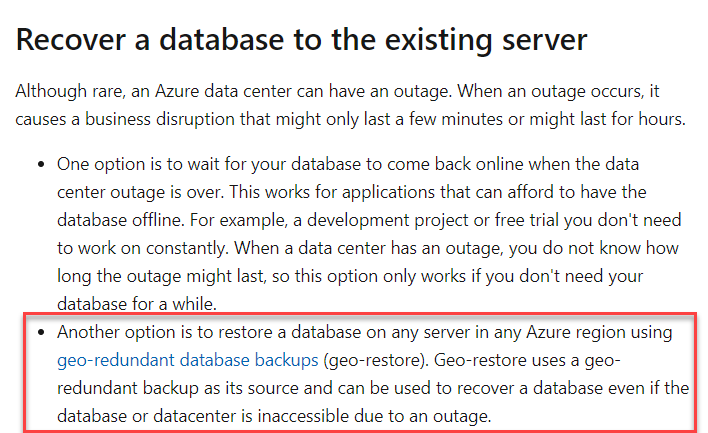 Recover a database to the existing server
Although rare, an Azure data center can have an outage. When an outage occurs, it
causes a business disruption that might only last a few minutes or might last for hours.
• One option is to wait for your database to come back online when the data
center outage is over. This works for applications that can afford to have the
database offline. For example, a development project or free trial you don't need
to work on constantly. When a data center has an outage, you do not know how
long the outage might last, so this option only works if you don't need your
database for a while.
• Another option is to restore a database on any server in any Azure region using
geo-redundant database backups (geo-restore). Geo-restore uses a geo-
redundant backup as its source and can be used to recover a database even if the
database or datacenter is inaccessible due to an outage.